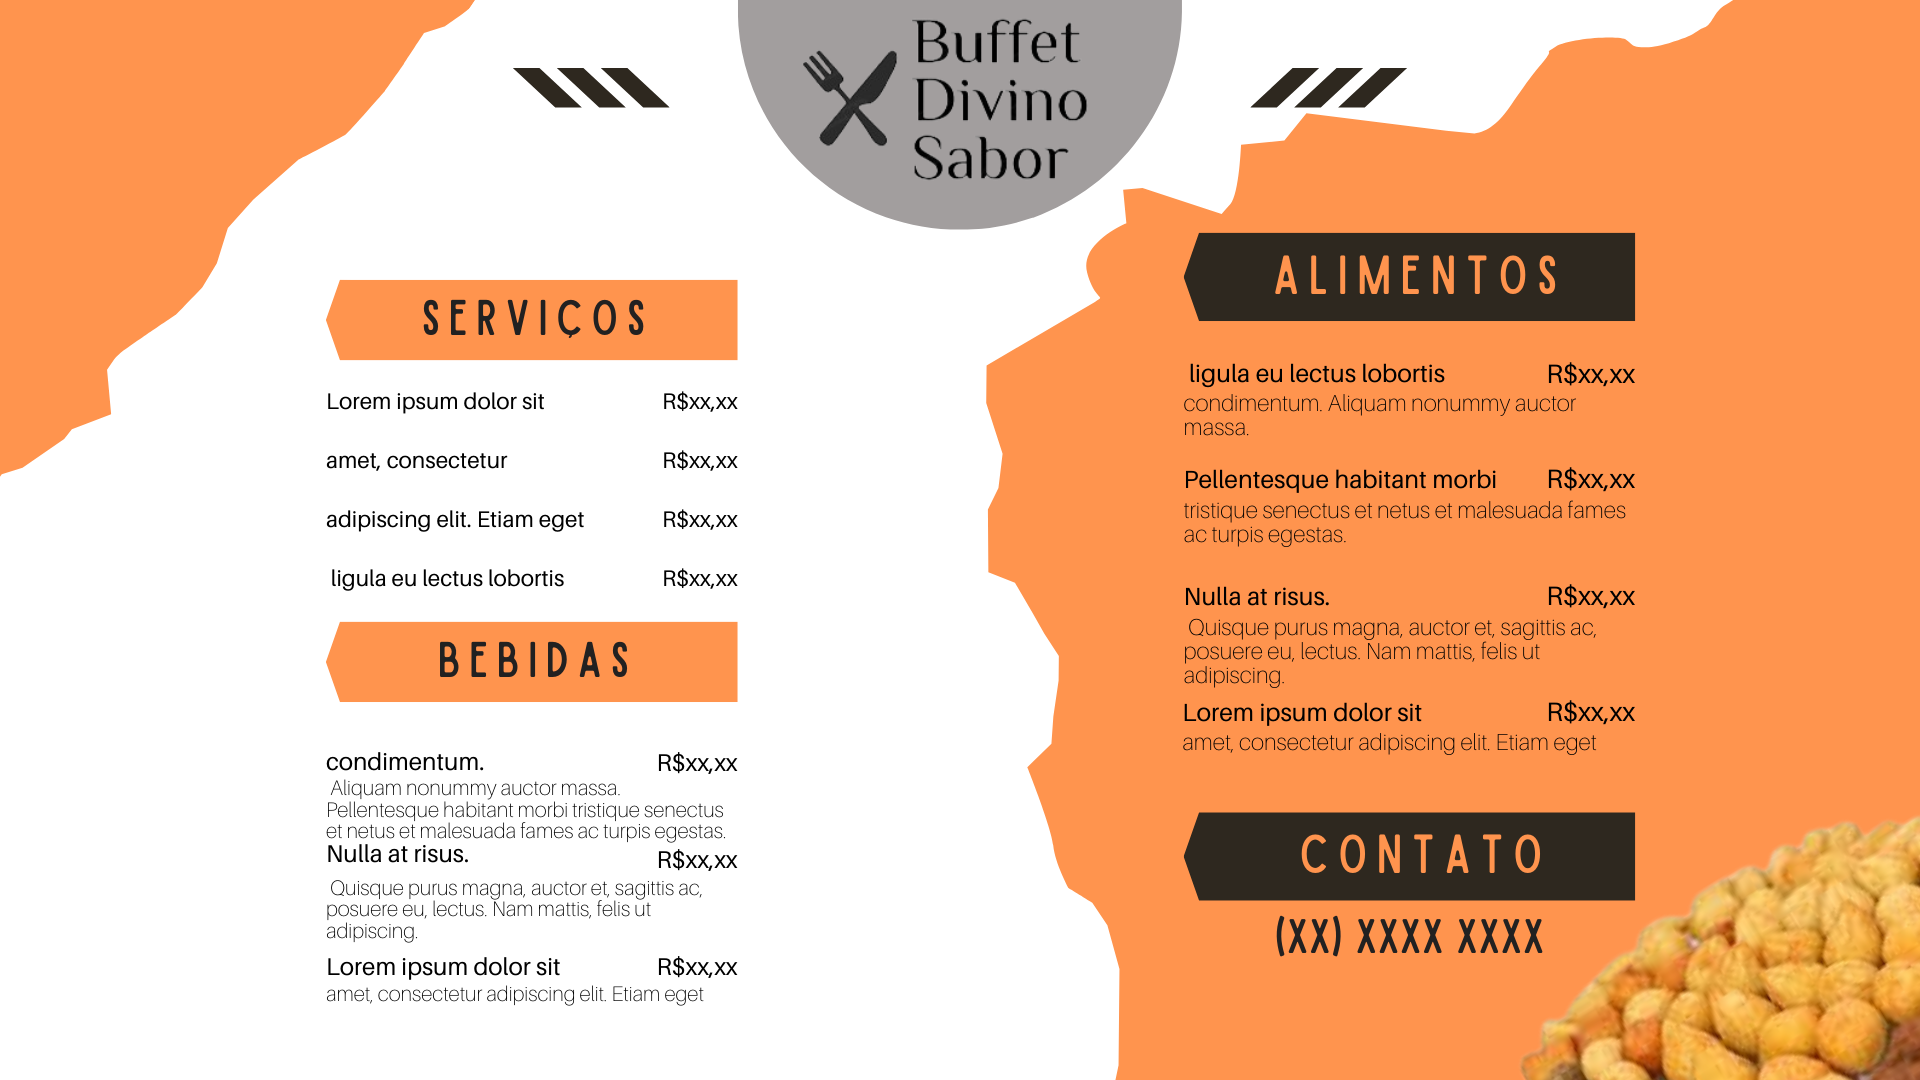 Buffet
Divino
Sabor
SERVIÇOS
Lorem ipsum dolor sit R$xx,xx
amet, consectetur R$xx,xx
adipiscing elit. Etiam eget R$xx,xx
ligula eu lectus lobortis R$xx,xx
BEBIDAS
condimentum. R$xx,xx
Aliquam nonummy auctor massa.
Pellentesque habitant morbi tristique senectus
et netus et malesuada fames ac turpis egestas.
Nulla at risus. R$xx,xx
Quisque purus magna, auctor et, sagittis ac,
posuere eu, lectus. Nam mattis, felis ut
adipiscing.
Lorem ipsum dolor sit R$xx,xx
amet, consectetur adipiscing elit. Etiam eget
ALIMENTOS
ligula eu lectus lobortis R$xx,xx
condimentum. Aliquam nonummy auctor
massa.
Pellentesque habitant morbi R$xx,xx
tristique senectus et netus et malesuada fames
ac turpis egestas.
Nulla at risus. R$xx,xx
Quisque purus magna, auctor et, sagittis ac,
posuere eu, lectus. Nam mattis, felis ut
adipiscing.
Lorem ipsum dolor sit R$xx,xx
amet, consectetur adipiscing elit. Etiam eget
CONTATO
(XX) XXXX XXXX